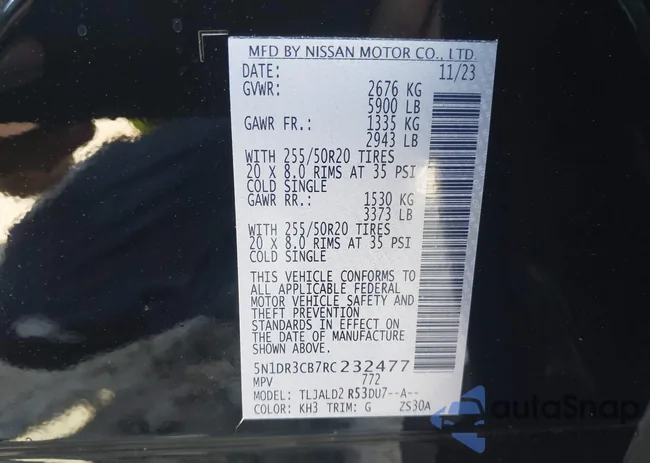 MFD BY NISSAN MOTOR CO., LTD.
DATE: 11/23
GVWR: 2676 KG
5900 LB
GAWR FR.: 1335 KG
2943 LB
WITH 255/50R20 TIRES
20 X 8.0 RIMS AT 35 PSI
COLD SINGLE
GAWR RR.: 1530 KG
3373 LB
WITH 255/50R20 TIRES
20 X 8.0 RIMS AT 35 PSI
COLD SINGLE
THIS VEHICLE CONFORMS TO
ALL APPLICABLE FEDERAL
MOTOR VEHICLE SAFETY AND
THEFT PREVENTION
STANDARDS IN EFFECT ON
THE DATE OF MANUFACTURE
SHOWN ABOVE.
5N1DR3CB7RC232477
MPV 772
MODEL: TLJALD2 R53DU7--A--
COLOR: KH3 TRIM: G ZS30A
autoSnap